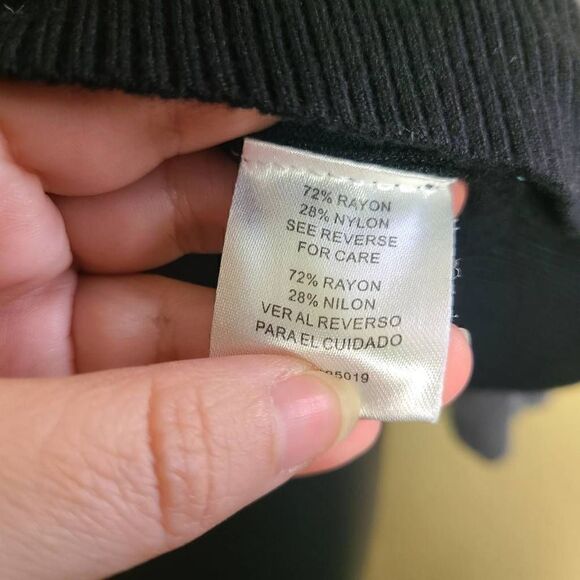 72% RAYON
28% NYLON
SEE REVERSE
FOR CARE
72% RAYON
28% NILON
VER AL REVERSO
PARA EL CUIDADO